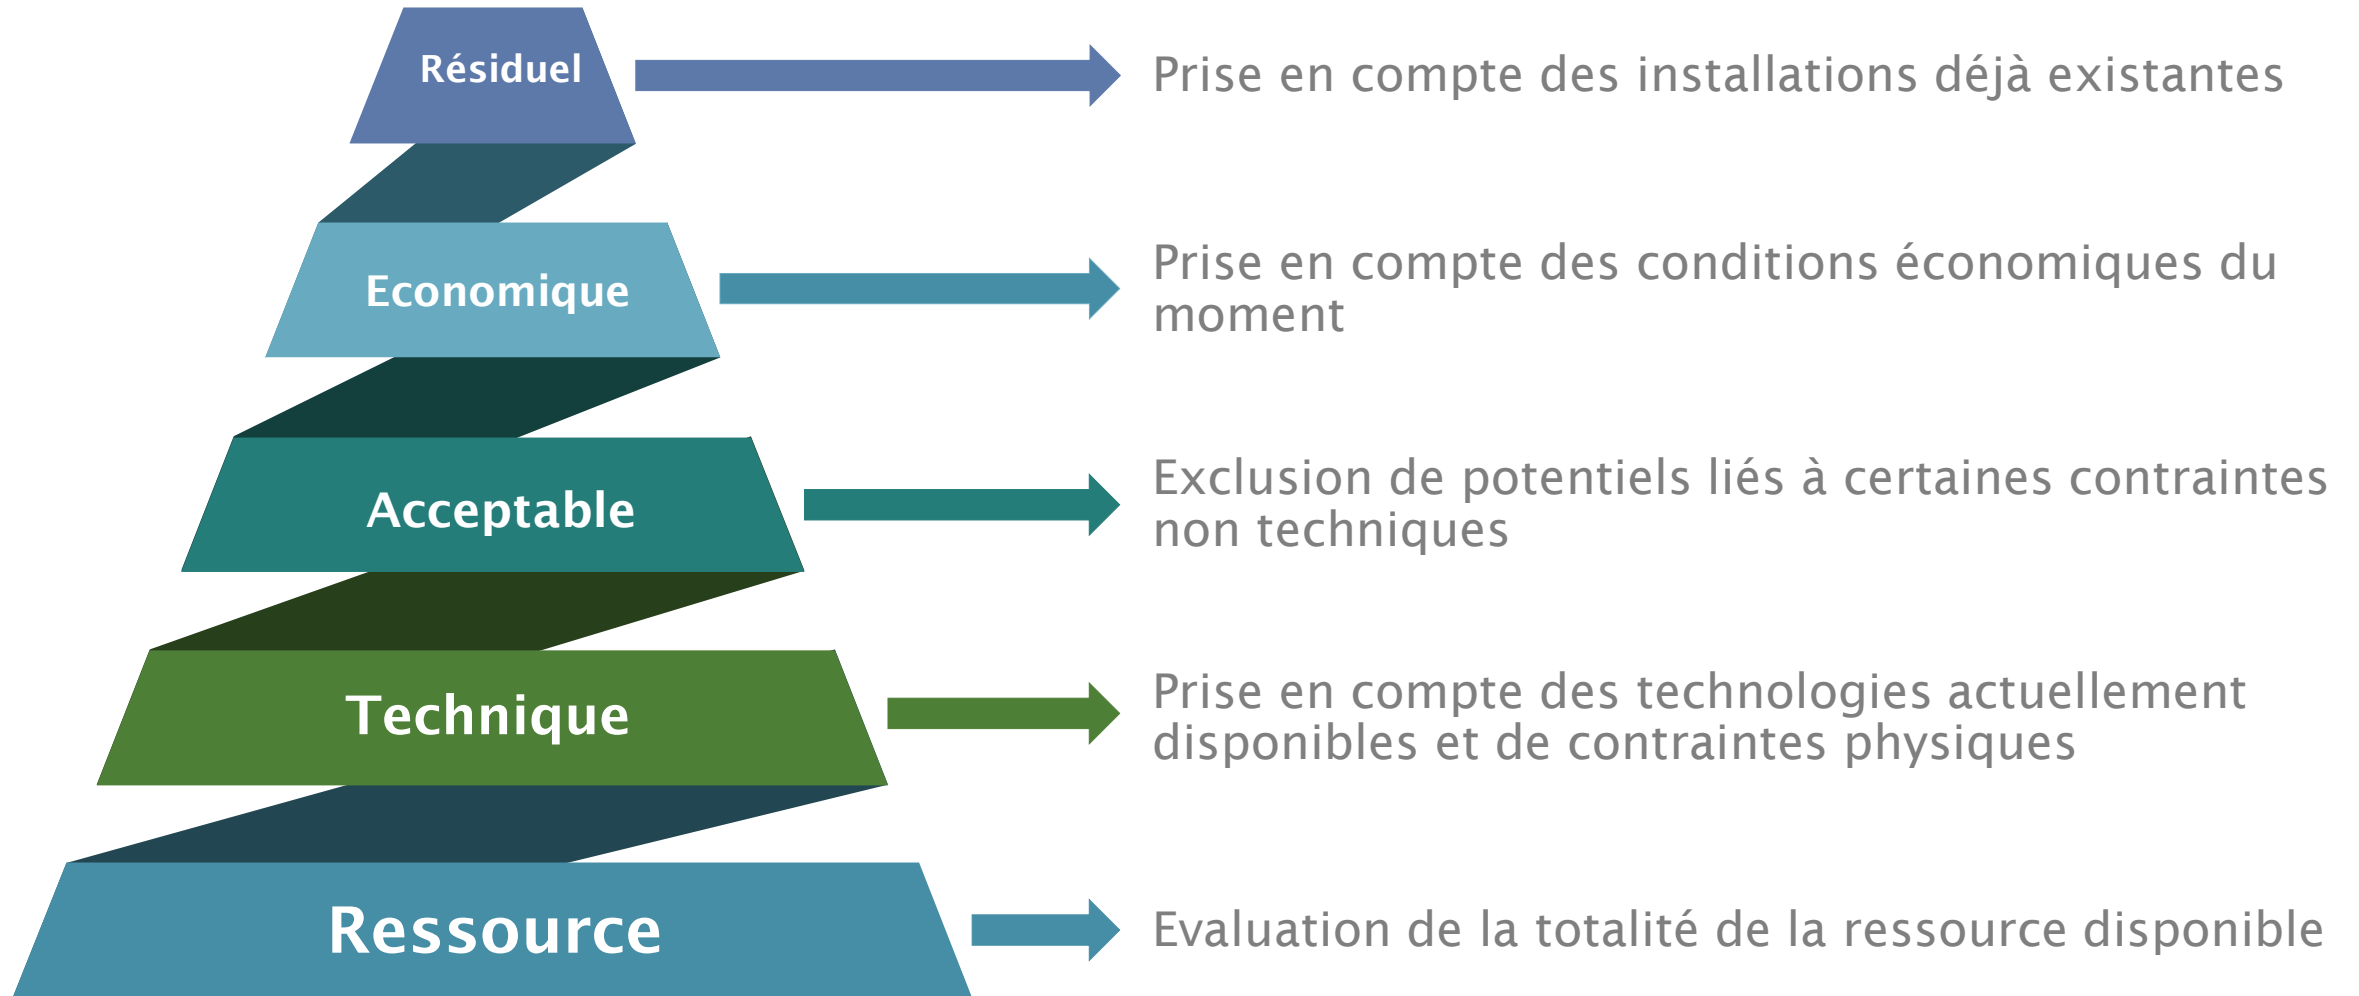 Résiduel
Prise en compte des installations déjà existantes
Economique
Prise en compte des conditions économiques du
moment
Acceptable
Exclusion de potentiels liés à certaines contraintes
non techniques
Technique
Prise en compte des technologies actuellement
disponibles et de contraintes physiques
Ressource
Evaluation de la totalité de la ressource disponible